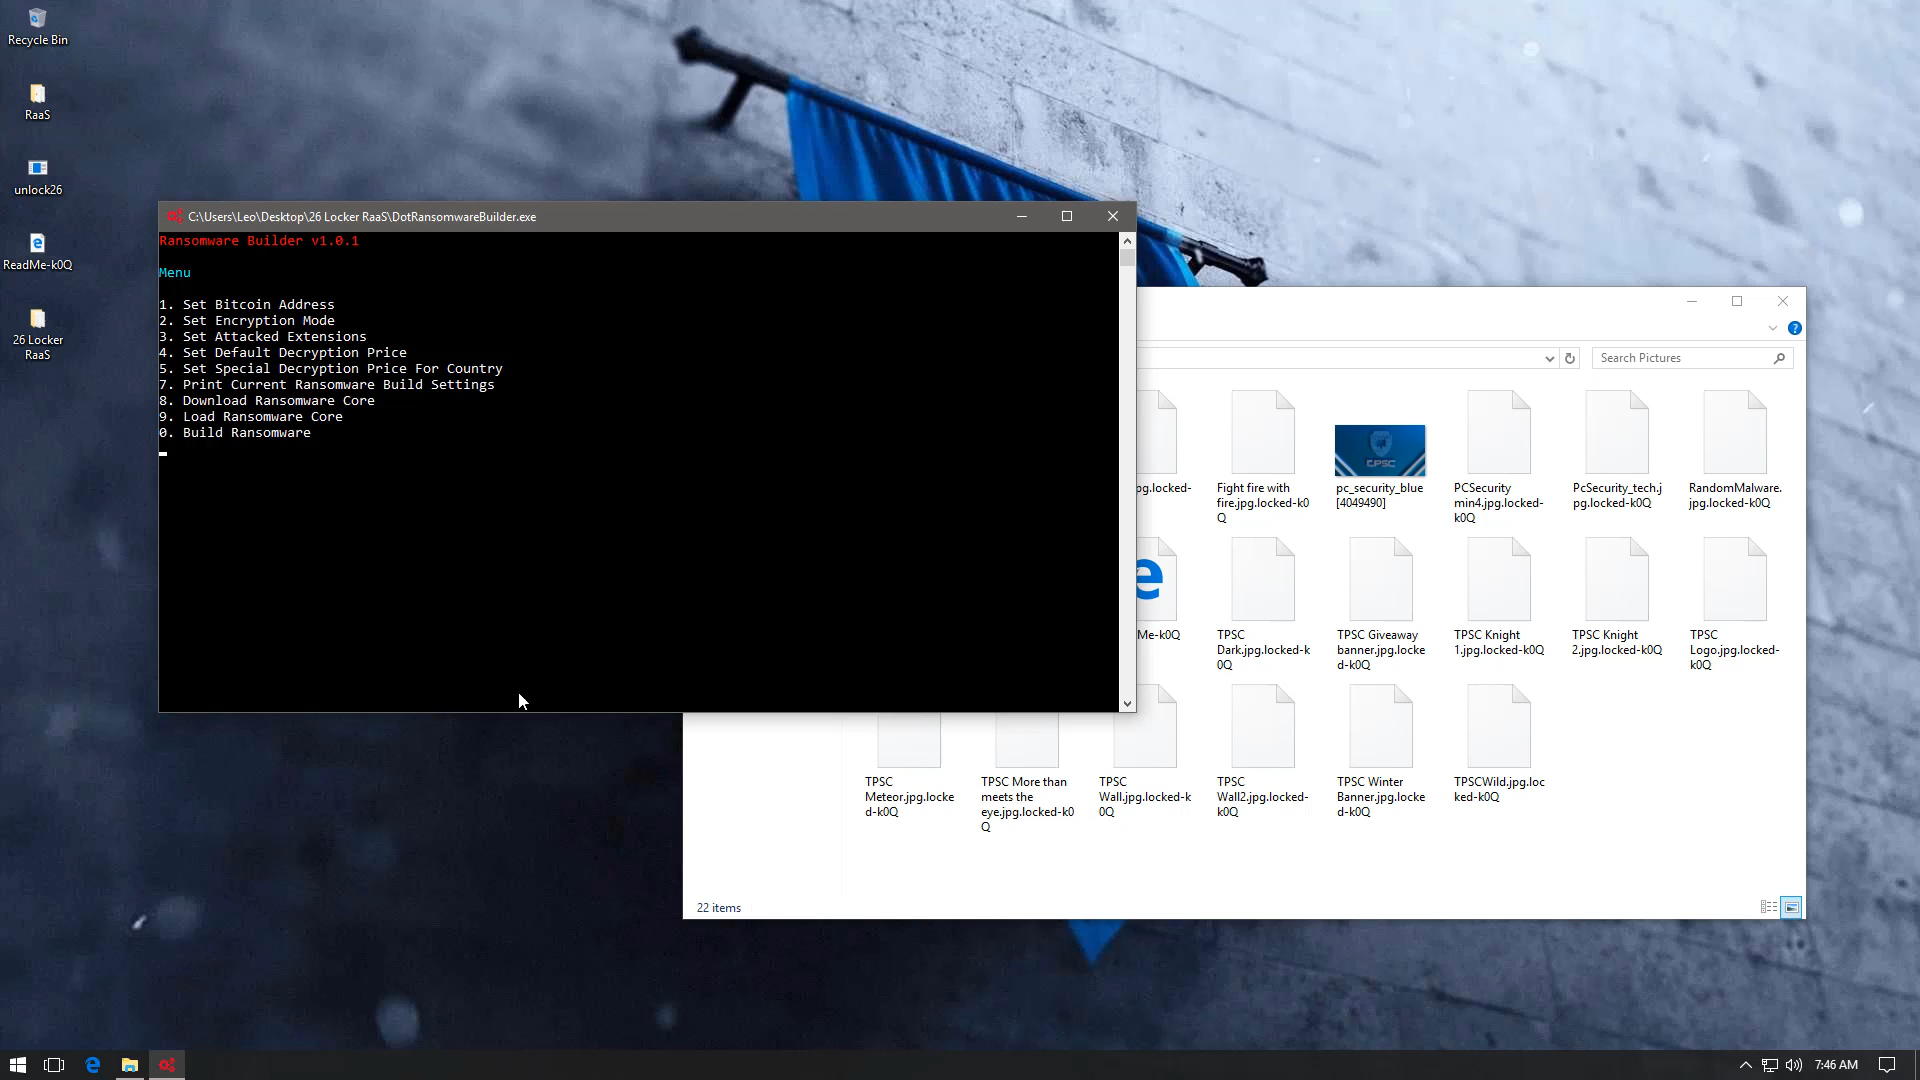 Recycle Bin
RaaS
unlock26
ReadMe-k0Q
26 Locker
RaaS
C:\Users\Leo\Desktop\26 Locker RaaS\DotRansomwareBuilder.exe
Ransomware Builder v1.0.1
Menu
1. Set Bitcoin Address
2. Set Encryption Mode
3. Set Attacked Extensions
4. Set Default Decryption Price
5. Set Special Decryption Price For Country
7. Print Current Ransomware Build Settings
8. Download Ransomware Core
9. Load Ransomware Core
0. Build Ransomware
Search Pictures
pg.locked-
Fight fire with
fire.jpg.locked-k0
Q
TPSC
pc_security_blue
[4049490]
PCSecurity
min4.jpg.locked-
k0Q
PcSecurity_tech.j
pg.locked-k0Q
RandomMalware.
jpg.locked-k0Q
Me-k0Q
TPSC
Dark.jpg.locked-k
0Q
TPSC Giveaway
banner.jpg.locke
d-k0Q
TPSC Knight
1.jpg.locked-k0Q
TPSC Knight
2.jpg.locked-k0Q
TPSC
Logo.jpg.locked-
k0Q
TPSC
Meteor.jpg.locke
d-k0Q
TPSC More than
meets the
eye.jpg.locked-k0
Q
TPSC
Wall.jpg.locked-k
0Q
TPSC
Wall2.jpg.locked-
k0Q
TPSC Winter
Banner.jpg.locke
d-k0Q
TPSCWild.jpg.loc
ked-k0Q
22 items
7:46 AM